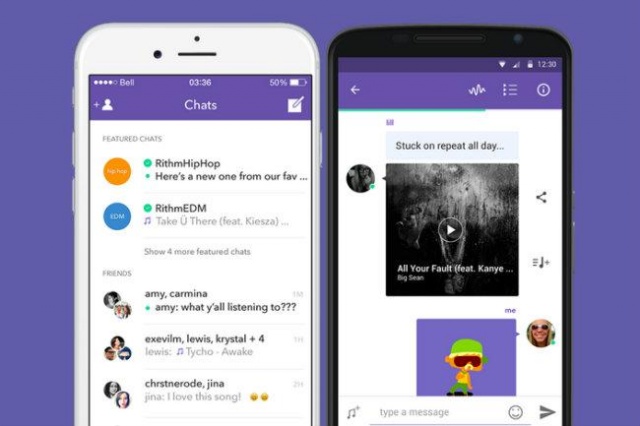 Bell
03:36
50%
Chats
FEATURED CHATS
hip hop
RithmHipHop
Here's a new one from our fav ...
EDM
RithmEDM
Take Ü There (feat. Kiesza) ...
Show 4 more featured chats
FRIENDS
amy, carmina
1M
amy: what y'all listening to???
exevilm, lewis, krystal + 4
1H
lewis: Tycho - Awake
chrstnerode, jina
2H
jina: I love this song!
12:30
Stuck on repeat all day...
All Your Fault (feat. Kanye ...
Big Sean
me
type a message